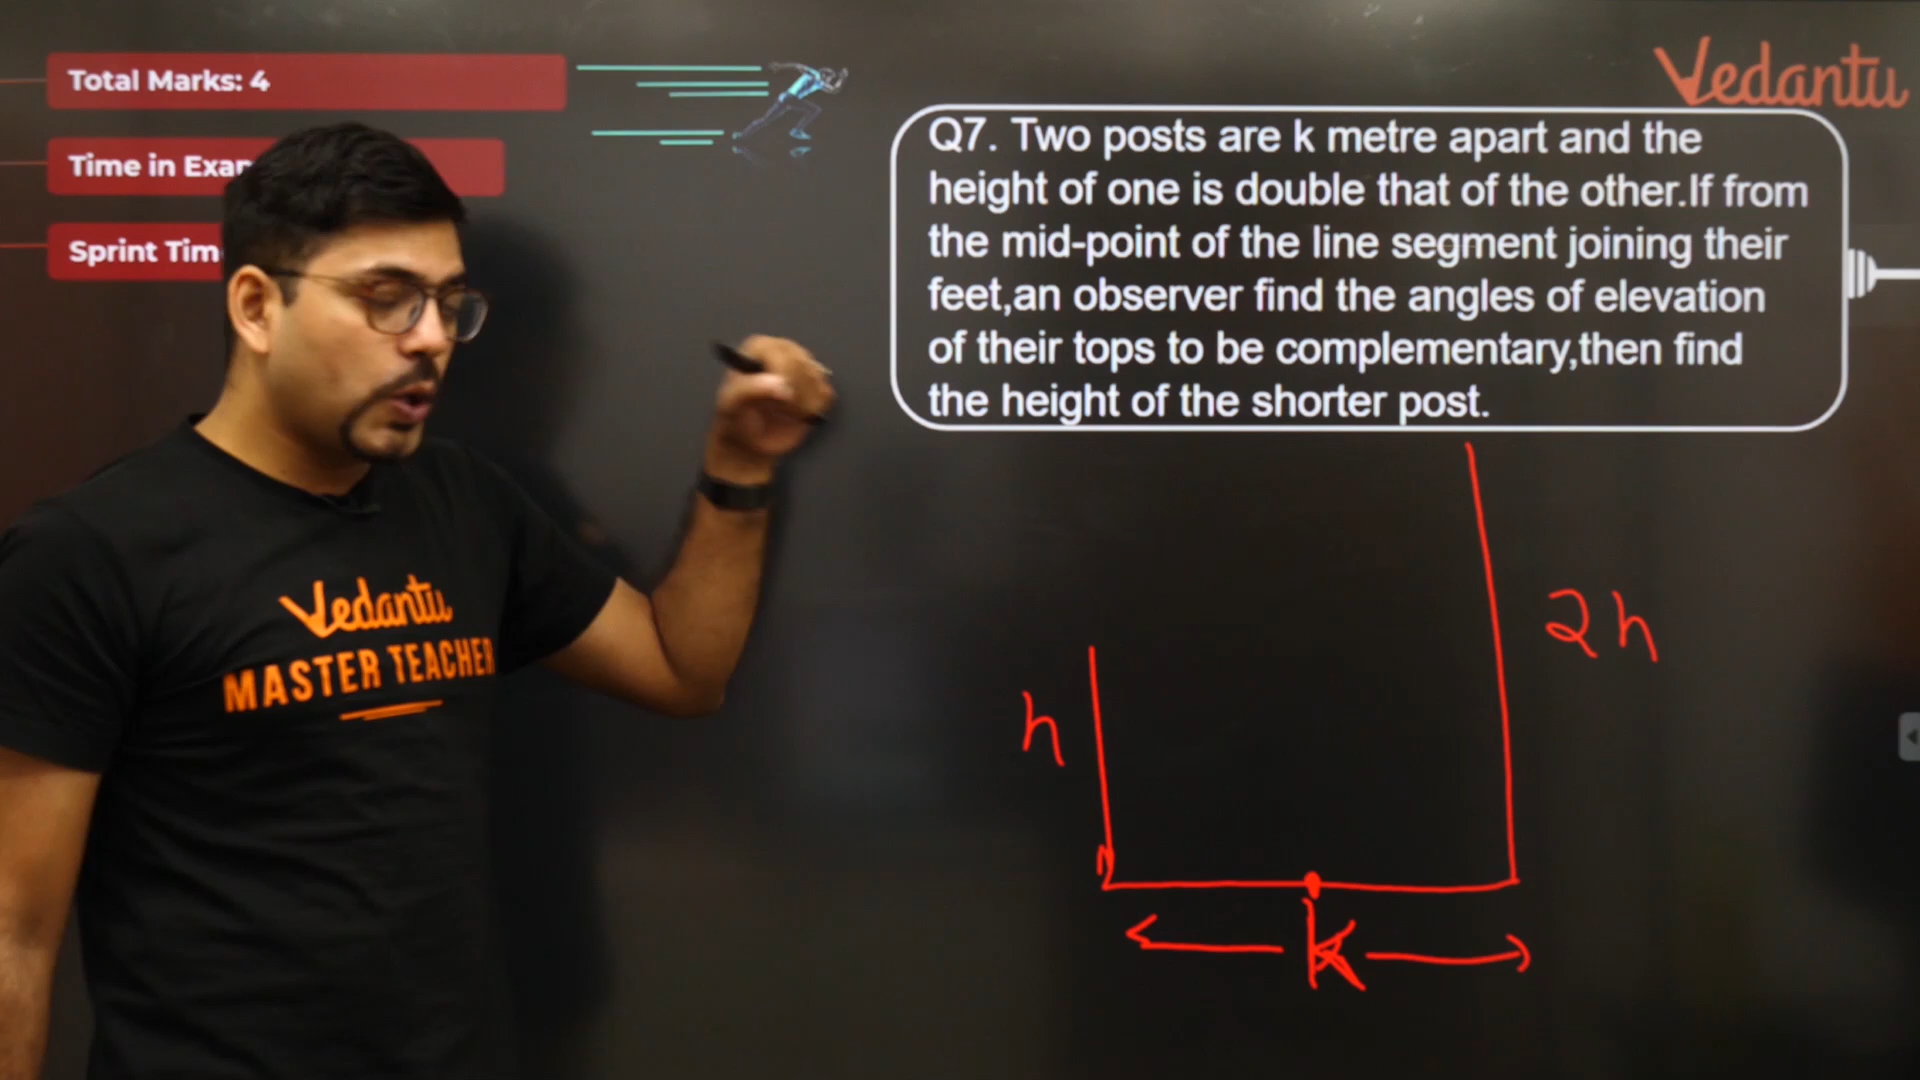 Total Marks: 4
Time in
Sprint
Vedantu
Q7. Two posts are k metre apart and the
height of one is double that of the other.If from
the mid-point of the line segment joining their
feet,an observer find the angles of elevation
of their tops to be complementary,then find
the height of the shorter post.
2h
h
k
Vedantu
MASTER TEACHER